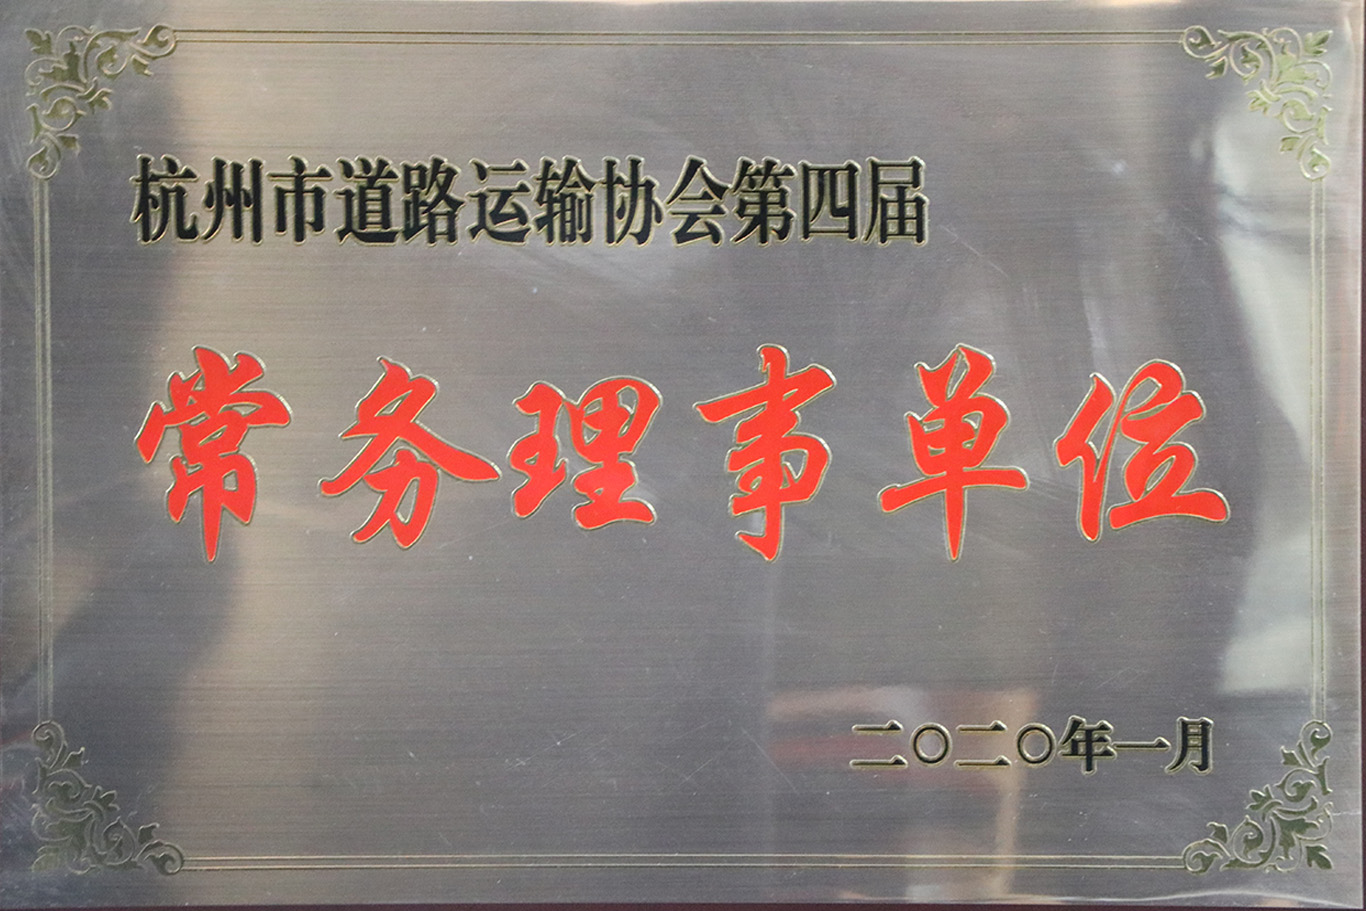 杭州市道路运输协会第四届
常务理事单位
二〇二〇年一月